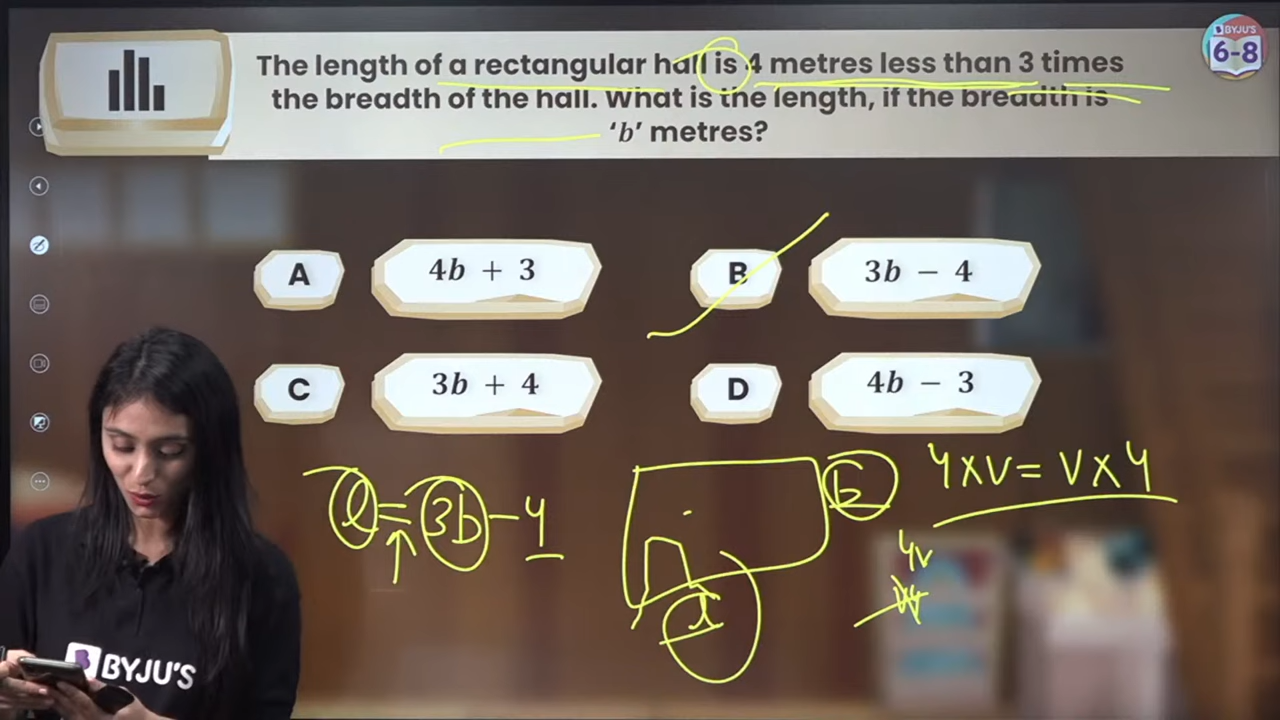 BYJU'S
6-8
The length of a rectangular hall is 4 metres less than 3 times
the breadth of the hall. What is the length, if the breadth is
‘b’ metres?
A 4b + 3
B 3b − 4
C 3b + 4
D 4b − 3
l = 3b − 4
b
4 x v = v x 4
4v
l
BYJU'S